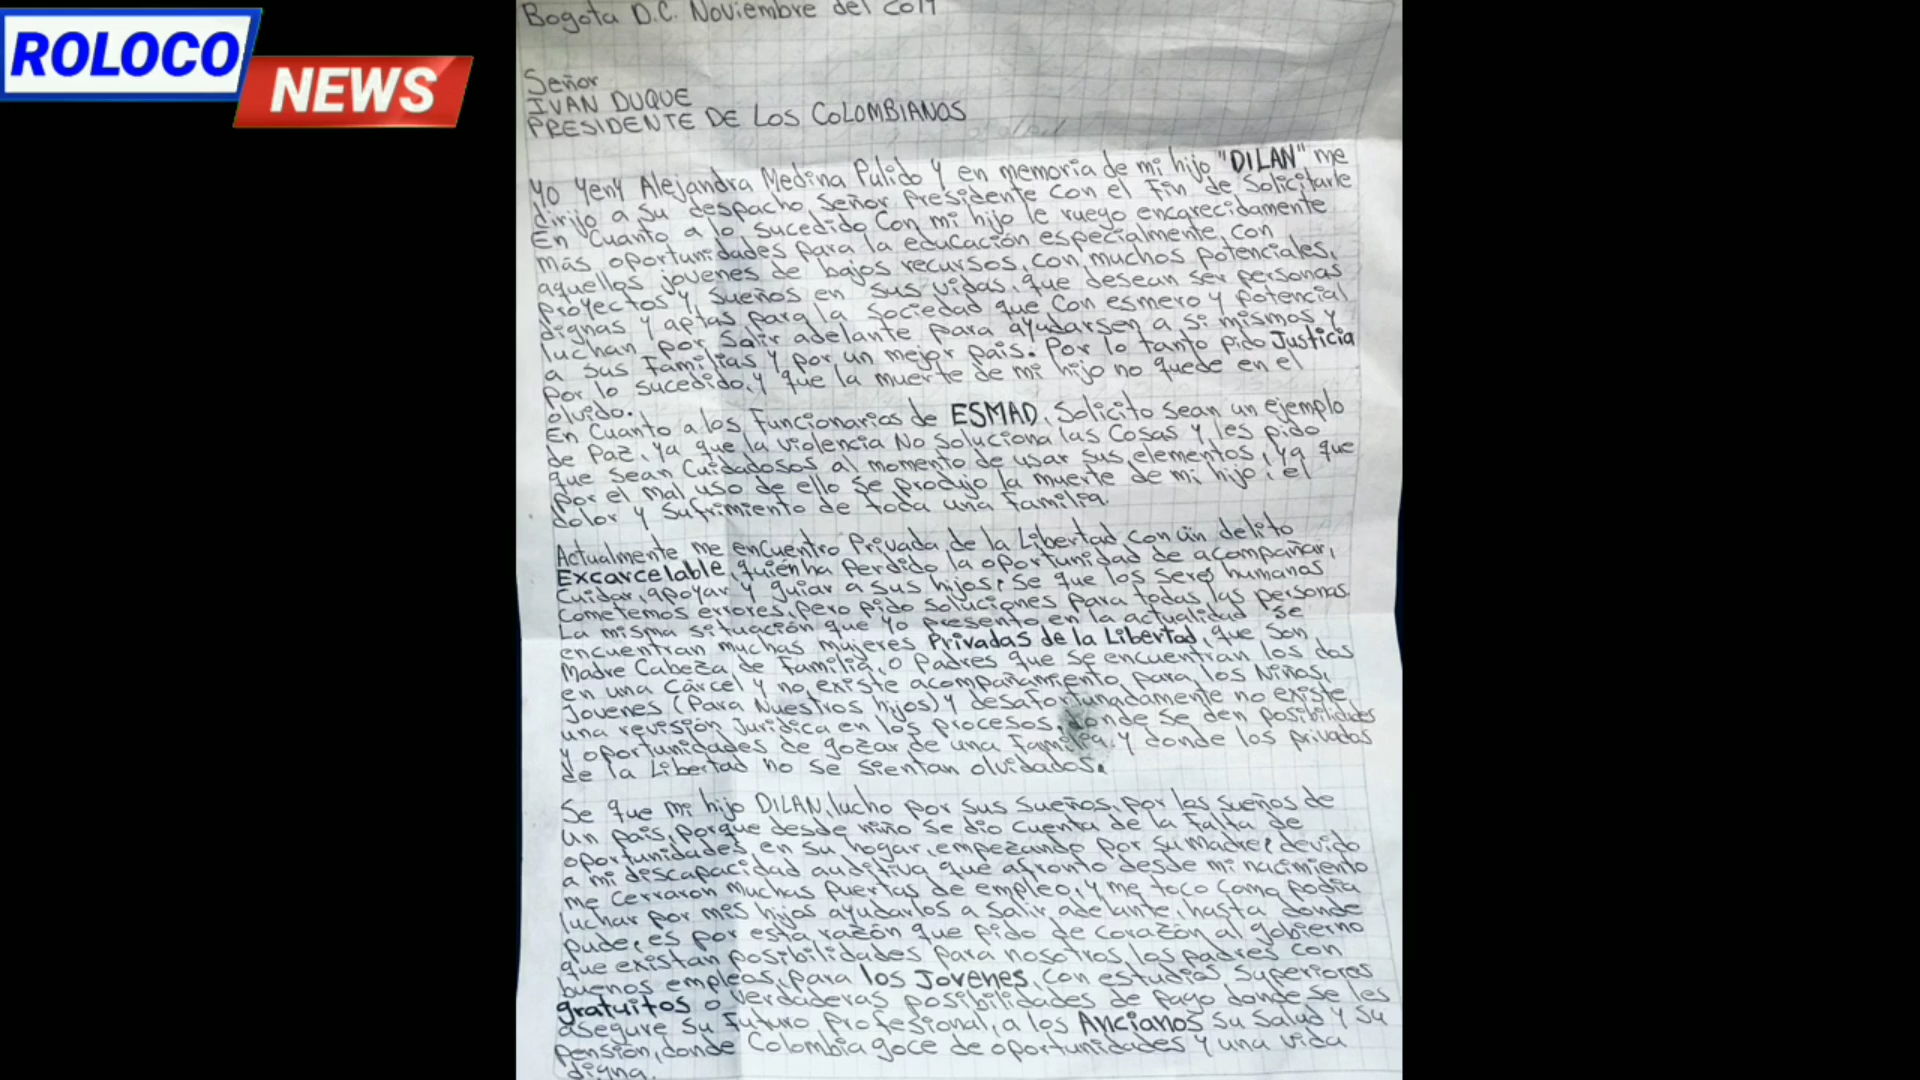 ROLOCO
NEWS
Bogota D.C. Noviembre del 2019
Señor
IVAN DUQUE
PRESIDENTE DE LOS COLOMBIANOS
Yo Yeny Alejandra Medina Pulido y en memoria de mi hijo "DILAN", me
dirijo a su despacho, Señor Presidente con el Fin de Solicitarle
En Cuanto a lo sucedido Con mi hijo le ruego encarecidamente
más oportunidades para la educación especialmente, con
aquellos jovenes de bajos recursos, con muchos potenciales,
proyectos y sueños en sus vidas, que desean ser personas
dignas y aptas para la Sociedad que Con esmero y potencial
luchan por Salir adelante para ayudarsen a si mismos y
a sus Familias y por un mejor pais. Por lo tanto pido Justicia
Por lo sucedido, y que la muerte de mi hijo no quede en el
olvido.
En Cuanto a los, Funcionarios de ESMAD, Solicito sean un ejemplo
de Paz, ya que la violencia No soluciona las Cosas y les pido
que Sean Cuidadosos al momento de usar sus elementos, ya que
por el mal uso de ello se produjo la muerte de mi hijo, el
dolor y Sufrimiento de toda una familia.
Actualmente, me encuentro Privada de la Libertad con ún delito
Excarcelable, quién ha Perdido la oportunidad de acompañar,
Cuidar, apoyar y guiar a sus hijos; Se que los seres humanos
Cometemos errores, pero pido soluciones para todas las personas
La misma situación que yo presento en la actualidad se
encuentran muchas mujeres Privadas de la Libertad, que Son
Madre Cabeza de Familia, o Padres que se encuentran los dos
en una Cárcel y no existe acompañamiento para los Niños,
Jovenes (Para Nuestros hijos) y desafortunadamente no existe
una revisión Juridica en los procesos, donde se den posibilidades
y oportunidades de gozar de una Familia y donde los privados
de la Libertad no se sientan olvidados.
Se que mi hijo DILAN, lucho por sus Sueños, por los sueños de
un pais, porque desde niño se dio cuenta de la Falta de
oportunidades, en su hogar, empezando por su madre, devido
a mi descapacidad auditiva que afronto desde mi nacimiento
me Cerraron muchas Puertas de empleo, y me toco como podia
luchar por mis hijos ayudarlos a Salir adelante, hasta donde
pude, es por esta razón que pido de corazón al gobierno
que existan posibilidades para nosotros los padres con
buenos empleos, para los Jovenes, con estudios Superiores
gratuitos o verdaderas posibilidades de pago donde se les
asegure su Futuro Profesional, a los Ancianos su Salud y su
Pensión, donde Colombia goce de oportunidades y una vida
digna.